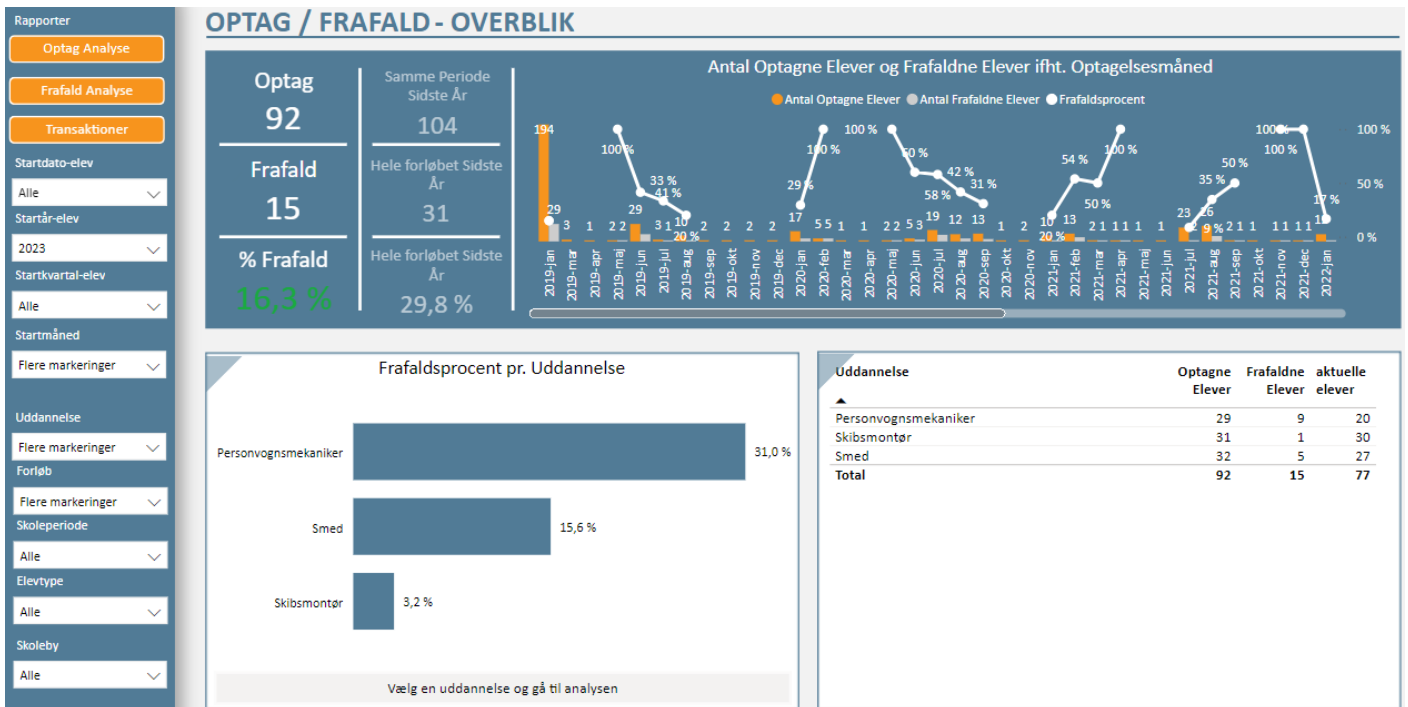 Rapporter
Optag Analyse
Frafald Analyse
Transaktioner
Startdato-elev
Alle
Startår-elev
2023
Startkvartal-elev
Alle
Startmåned
Flere markeringer
Uddannelse
Flere markeringer
Forløb
Flere markeringer
Skoleperiode
Alle
Elevtype
Alle
Skoleby
Alle
OPTAG / FRAFALD - OVERBLIK
Optag
92
Samme Periode
Sidste År
104
Frafald
15
Hele forløbet Sidste
År
31
% Frafald
16,3 %
Hele forløbet Sidste
År
29,8 %
Antal Optagne Elever og Frafaldne Elever ifht. Optagelsesmåned
Antal Optagne Elever Antal Frafaldne Elever Frafaldsprocent
194 29 3 1 2 2 29 3 1 10 2 2 2 2 17 5 5 1 1 2 2 5 3 19 12 13 1 2 10 13 2 1 1 1 1 1 1 23 26 2 1 1 1 1 1 1
100 % 33 % 41 % 20 % 29 % 100 % 100 % 60 % 58 % 42 % 31 % 20 % 54 % 50 % 100 % 9 % 35 % 50 % 100 % 100 % 17 %
100 %
50 %
0 %
2019-jan 2019-mar 2019-apr 2019-maj 2019-jun 2019-jul 2019-aug 2019-sep 2019-okt 2019-nov 2019-dec 2020-jan 2020-feb 2020-mar 2020-apr 2020-maj 2020-jun 2020-jul 2020-aug 2020-sep 2020-okt 2020-nov 2021-jan 2021-feb 2021-mar 2021-apr 2021-maj 2021-jun 2021-jul 2021-aug 2021-sep 2021-okt 2021-nov 2021-dec 2022-jan
Frafaldsprocent pr. Uddannelse
Personvognsmekaniker 31,0 %
Smed 15,6 %
Skibsmontør 3,2 %
Vælg en uddannelse og gå til analysen
Uddannelse Optagne Elever Frafaldne Elever aktuelle elever
Personvognsmekaniker 29 9 20
Skibsmontør 31 1 30
Smed 32 5 27
Total 92 15 77